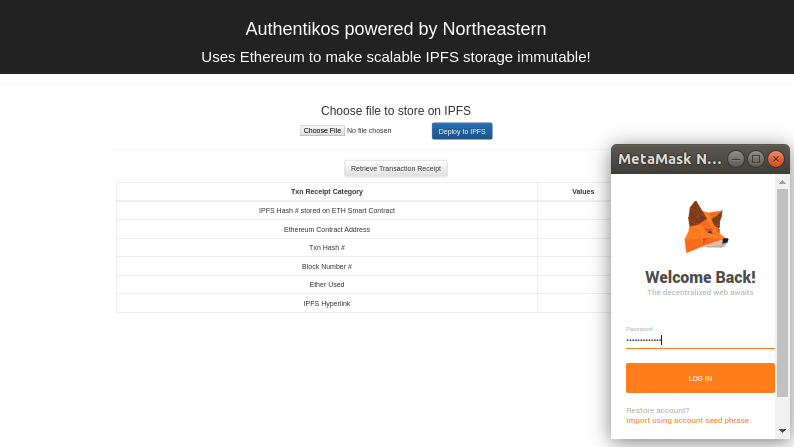 Authentikos powered by Northeastern
Uses Ethereum to make scalable IPFS storage immutable!
Choose file to store on IPFS
Choose File No file chosen Deploy to IPFS
Retrieve Transaction Receipt
Txn Receipt Category Values
IPFS Hash # stored on ETH Smart Contract
Ethereum Contract Address
Txn Hash #
Block Number #
Ether Used
IPFS Hyperlink
MetaMask N...
Welcome Back!
The decentralized web awaits
Password
•••••••••••••
LOG IN
Restore account?
Import using account seed phrase